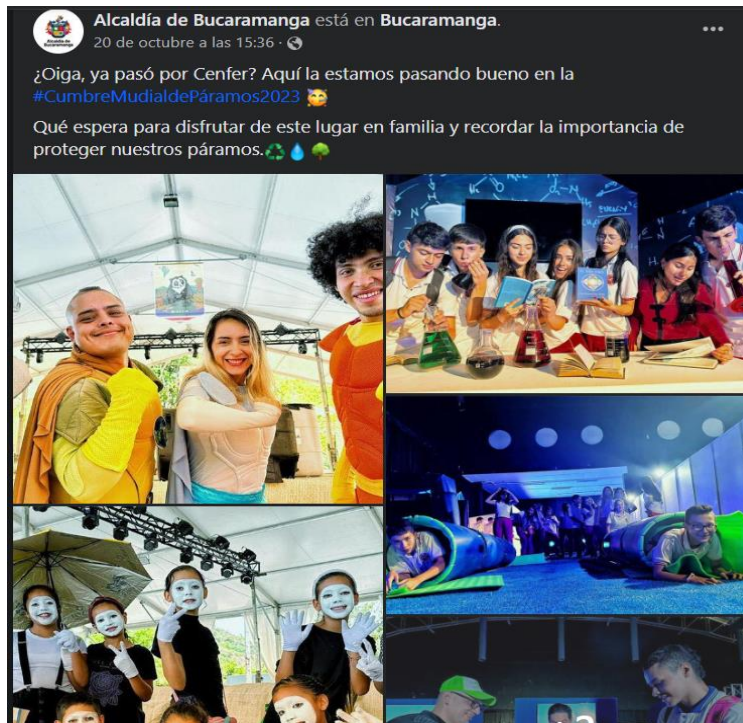 Alcaldía de Bucaramanga está en Bucaramanga.
20 de octubre a las 15:36 ·
¿Oiga, ya pasó por Cenfer? Aquí la estamos pasando bueno en la
#CumbreMudialdePáramos2023 🥳
Qué espera para disfrutar de este lugar en familia y recordar la importancia de
proteger nuestros páramos.♻️💧🌳